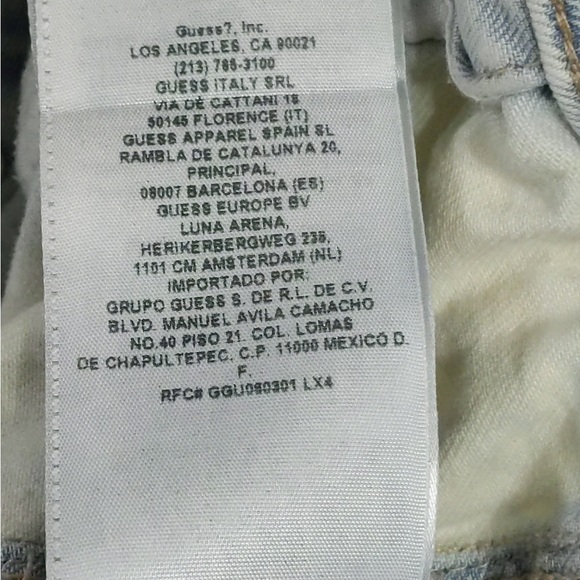 Guess?, Inc.
LOS ANGELES, CA 90021
(213) 765-3100
GUESS ITALY SRL
VIA DE CATTANI 18
50145 FLORENCE (IT)
GUESS APPAREL SPAIN SL
RAMBLA DE CATALUNYA 20,
PRINCIPAL,
08007 BARCELONA (ES)
GUESS EUROPE BV
LUNA ARENA,
HERIKERBERGWEG 235,
1101 CM AMSTERDAM (NL)
IMPORTADO POR:
GRUPO GUESS S. DE R.L. DE C.V.
BLVD. MANUEL AVILA CAMACHO
NO.40 PISO 21. COL. LOMAS
DE CHAPULTEPEC. C.P. 11000 MEXICO D.
F.
RFC# GGU060301 LX4